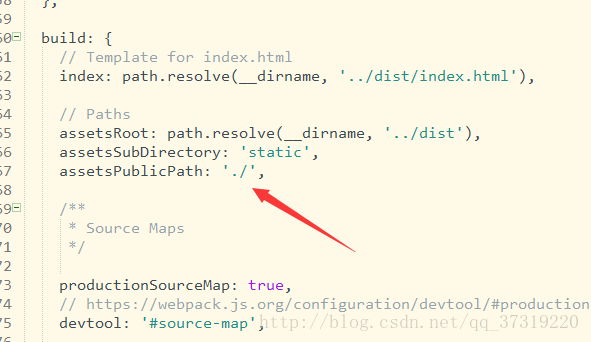 58 },
59
60 build: {
61 // Template for index.html
62 index: path.resolve(__dirname, '../dist/index.html'),
63
64 // Paths
65 assetsRoot: path.resolve(__dirname, '../dist'),
66 assetsSubDirectory: 'static',
67 assetsPublicPath: './',
68
69 /**
70 * Source Maps
71 */
72
73 productionSourceMap: true,
74 // https://webpack.js.org/configuration/devtool/#production
75 devtool: '#source-map',
http://blog.csdn.net/qq_37319220